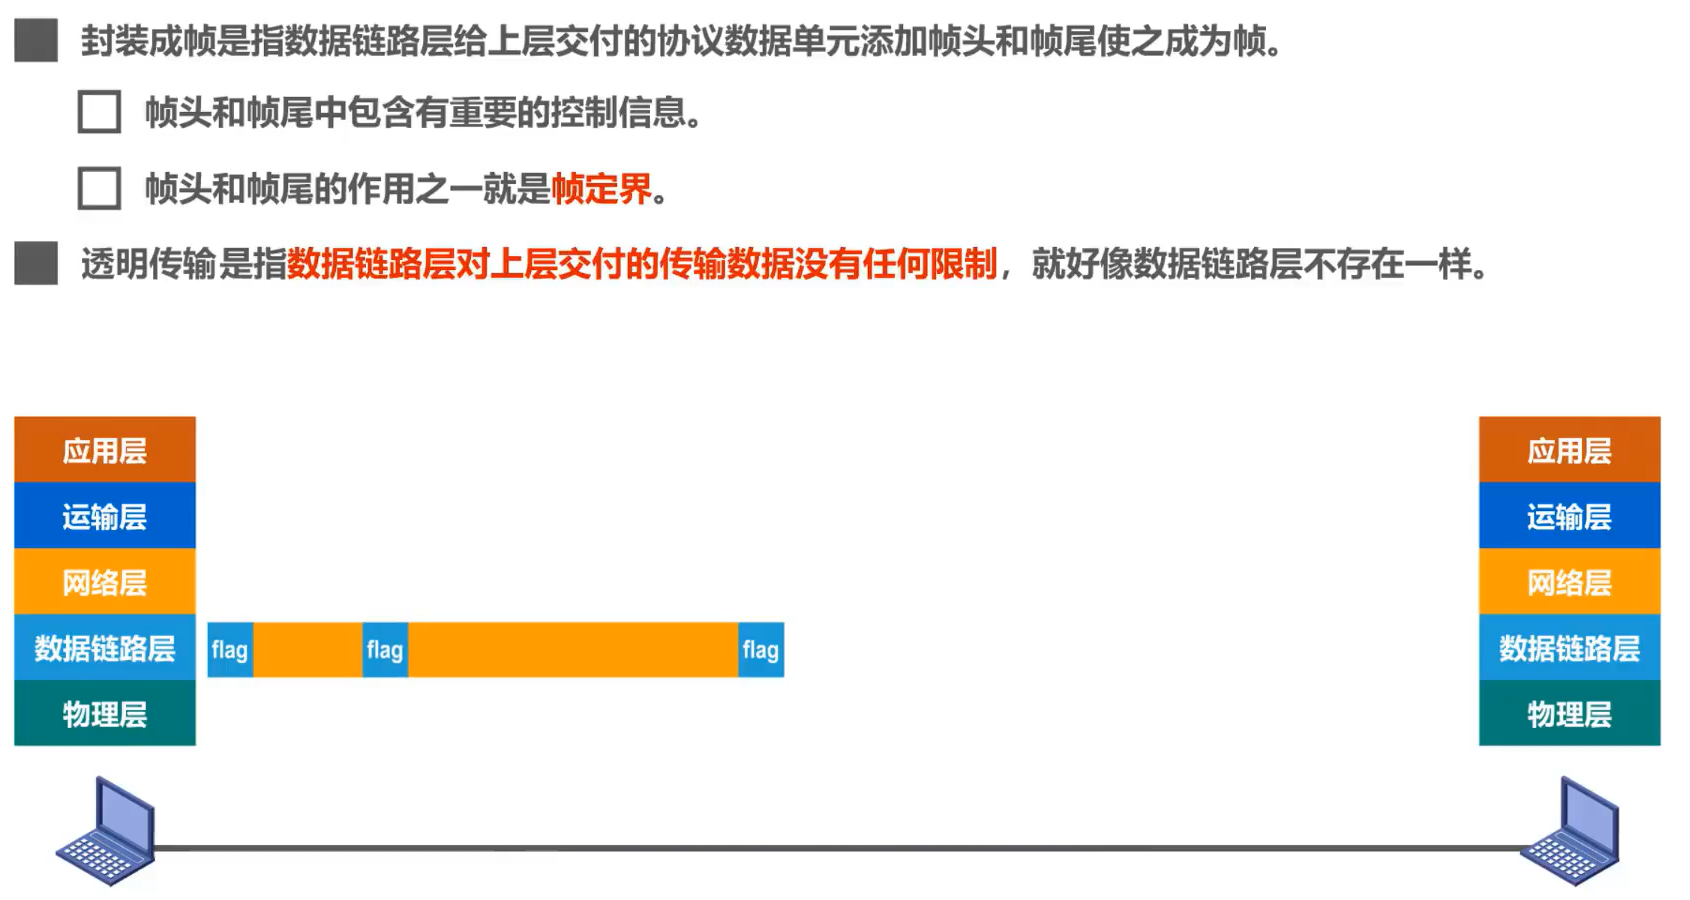 封装成帧是指数据链路层给上层交付的协议数据单元添加帧头和帧尾使之成为帧。
帧头和帧尾中包含有重要的控制信息。
帧头和帧尾的作用之一就是帧定界。
透明传输是指数据链路层对上层交付的传输数据没有任何限制，就好像数据链路层不存在一样。
应用层
运输层
网络层
数据链路层
物理层
flag
flag
flag
应用层
运输层
网络层
数据链路层
物理层